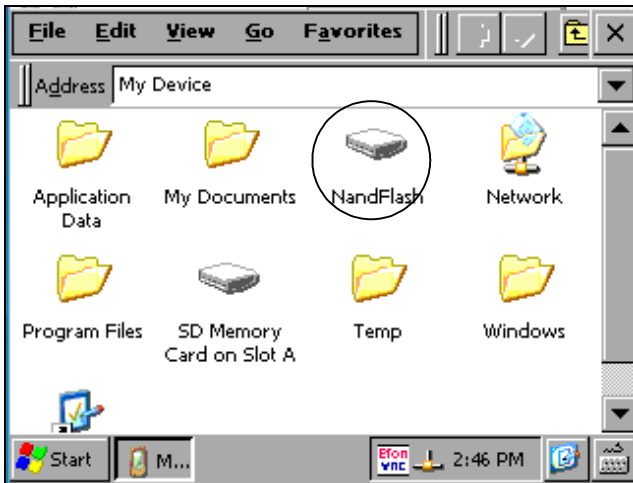 File Edit View Go Favorites
Address My Device
Application Data
My Documents
NandFlash
Network
Program Files
SD Memory Card on Slot A
Temp
Windows
Start M... Efon VNC 2:46 PM